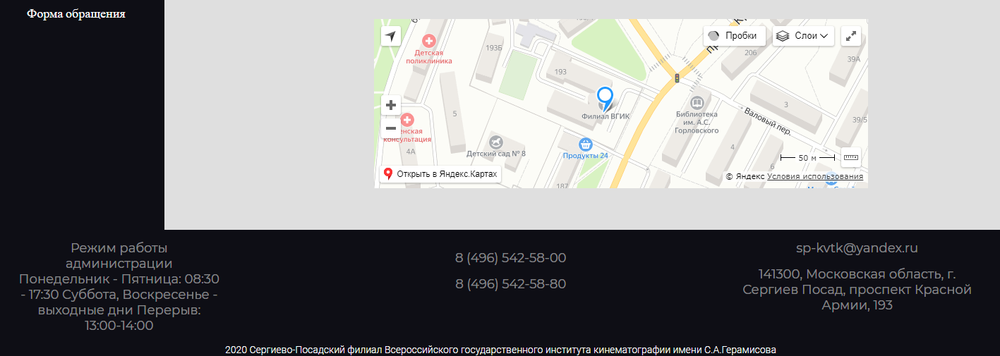 Форма обращения
Пробки
Слои
Детская
поликлиника
193Б
193
206
39А
Филиал ВГИК
5
3
Библиотека
им. А.С.
Горловского
Валовый пер.
39/5
консультация
4А
Детский сад № 8
Продукты 24
4
6
50 м
187
Открыть в Яндекс.Картах
© Яндекс Условия использования
Режим работы
администрации
Понедельник - Пятница: 08:30
- 17:30 Суббота, Воскресенье -
выходные дни Перерыв:
13:00-14:00
8 (496) 542-58-00
8 (496) 542-58-80
sp-kvtk@yandex.ru
141300, Московская область, г.
Сергиев Посад, проспект Красной
Армии, 193
2020 Сергиево-Посадский филиал Всероссийского государственного института кинематографии имени С.А.Герамисова